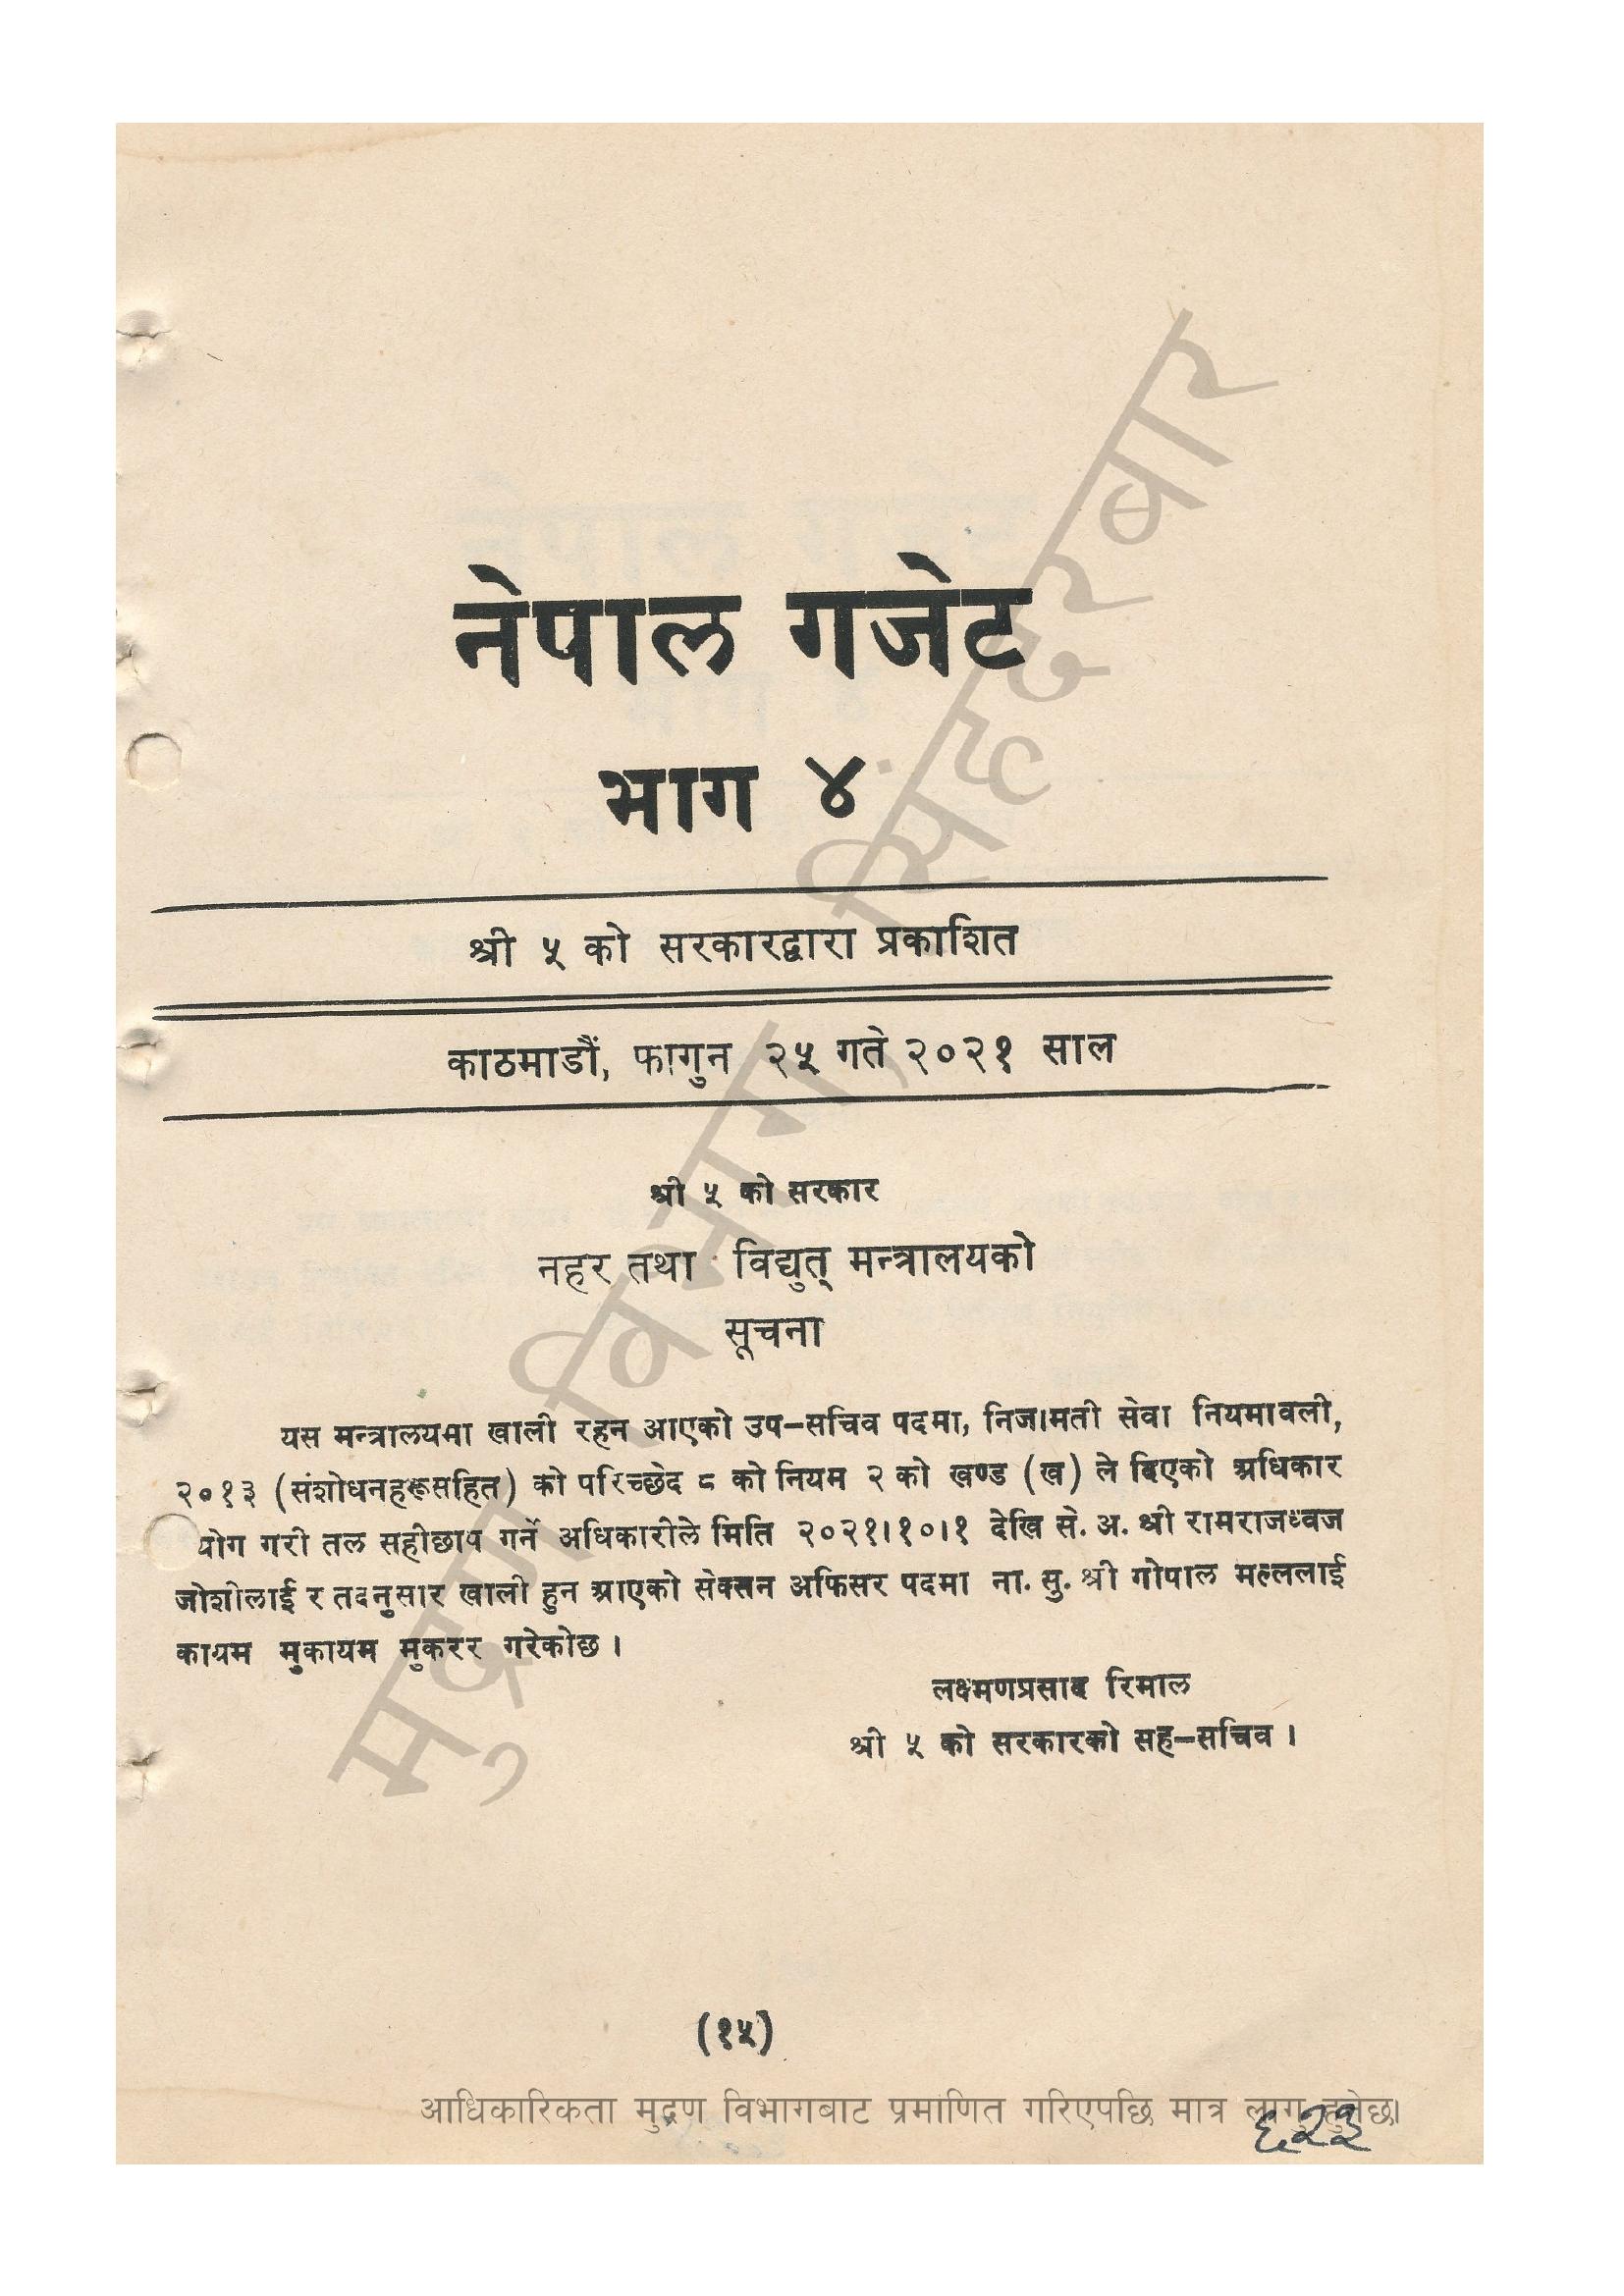 नेपाल गजेट
भाग ४
श्री ५ को सरकारद्वारा प्रकाशित
काठमाडौं, फागुन २५ गते २०२१ साल
श्री ५ को सरकार
नहर तथा विद्युत् मन्त्रालयको
सूचना
यस मन्त्रालयमा खाली रहन आएको उप-सचिव पदमा, निजामती सेवा नियमावली,
२०१३ (संशोधनहरूसहित) को परिच्छेद ८ को नियम २ को खण्ड (ख) ले दिएको अधिकार
योग गरी तल सहीछाप गर्ने अधिकारीले मिति २०२१।१०।१ देखि से. अ. श्री रामराजध्वज
जोशीलाई र तदनुसार खाली हुन आएको सेक्सन अफिसर पदमा ना. सु. श्री गोपाल मल्ललाई
कायम मुकायम मुकरर गरेकोछ ।
लक्ष्मणप्रसाद रिमाल
श्री ५ को सरकारको सह-सचिव ।
(१५)
आधिकारिकता मुद्रण विभागबाट प्रमाणित गरिएपछि मात्र लागु हुनेछ।
६२३
मुद्रण विभाग, सिंहदरबार